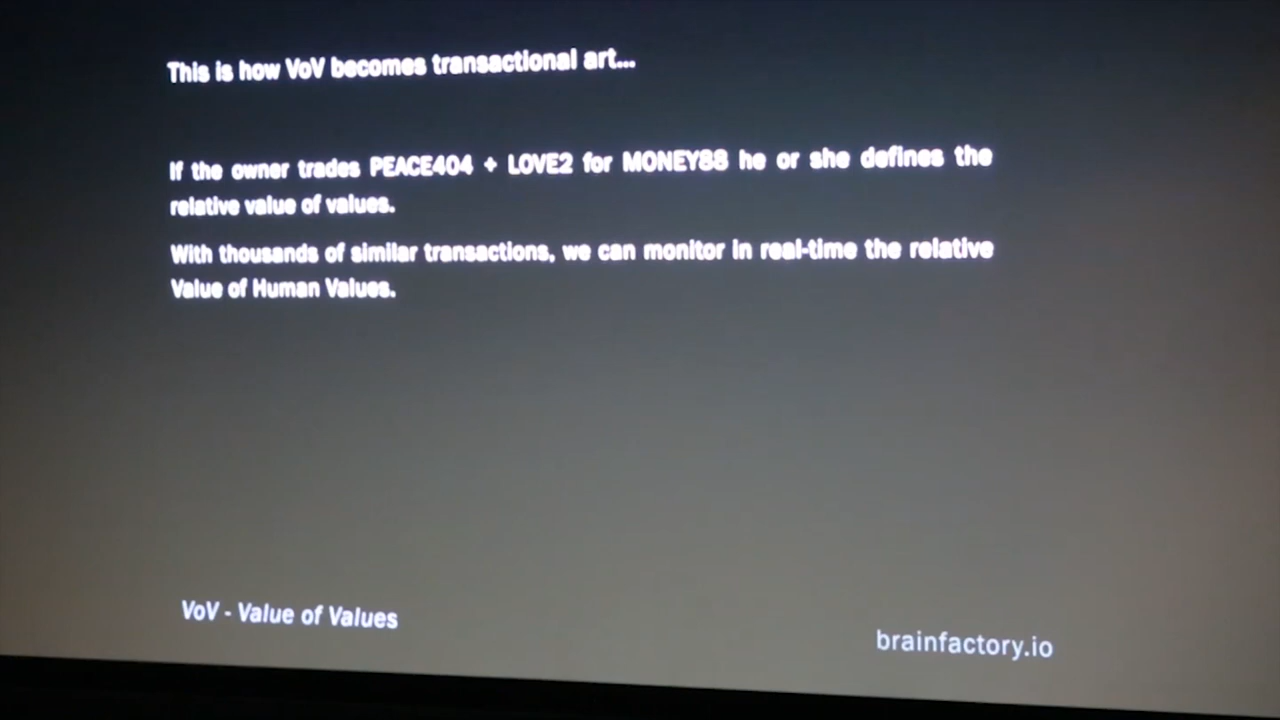 This is how VoV becomes transactional art...
If the owner trades PEACE404 + LOVE2 for MONEY88 he or she defines the
relative value of values.
With thousands of similar transactions, we can monitor in real-time the relative
Value of Human Values.
VoV - Value of Values
brainfactory.io